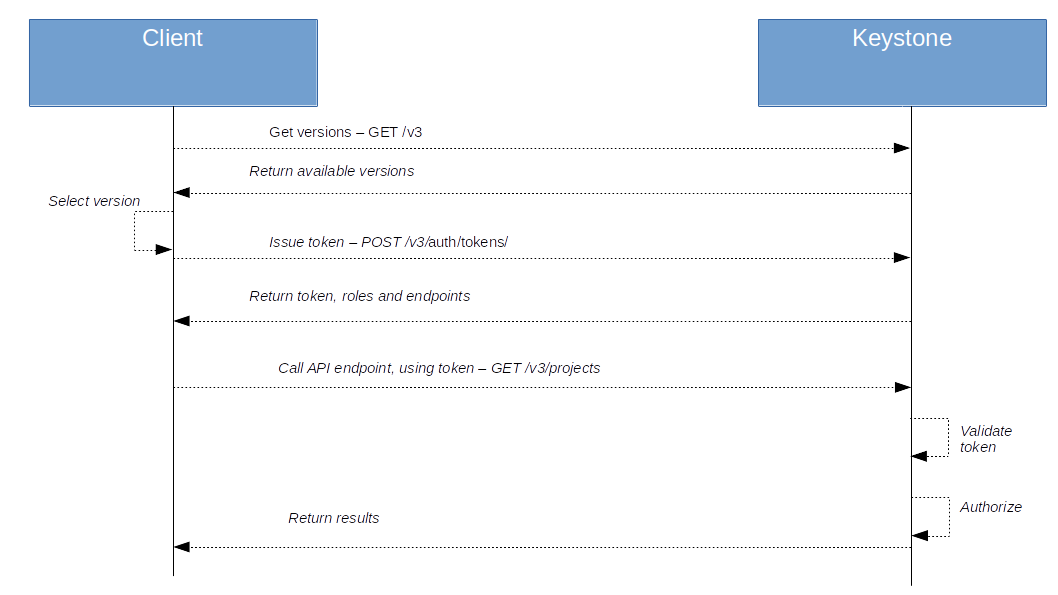 Client
Keystone
Get versions – GET /v3
Return available versions
Select version
Issue token – POST /v3/auth/tokens/
Return token, roles and endpoints
Call API endpoint, using token – GET /v3/projects
Validate
token
Authorize
Return results